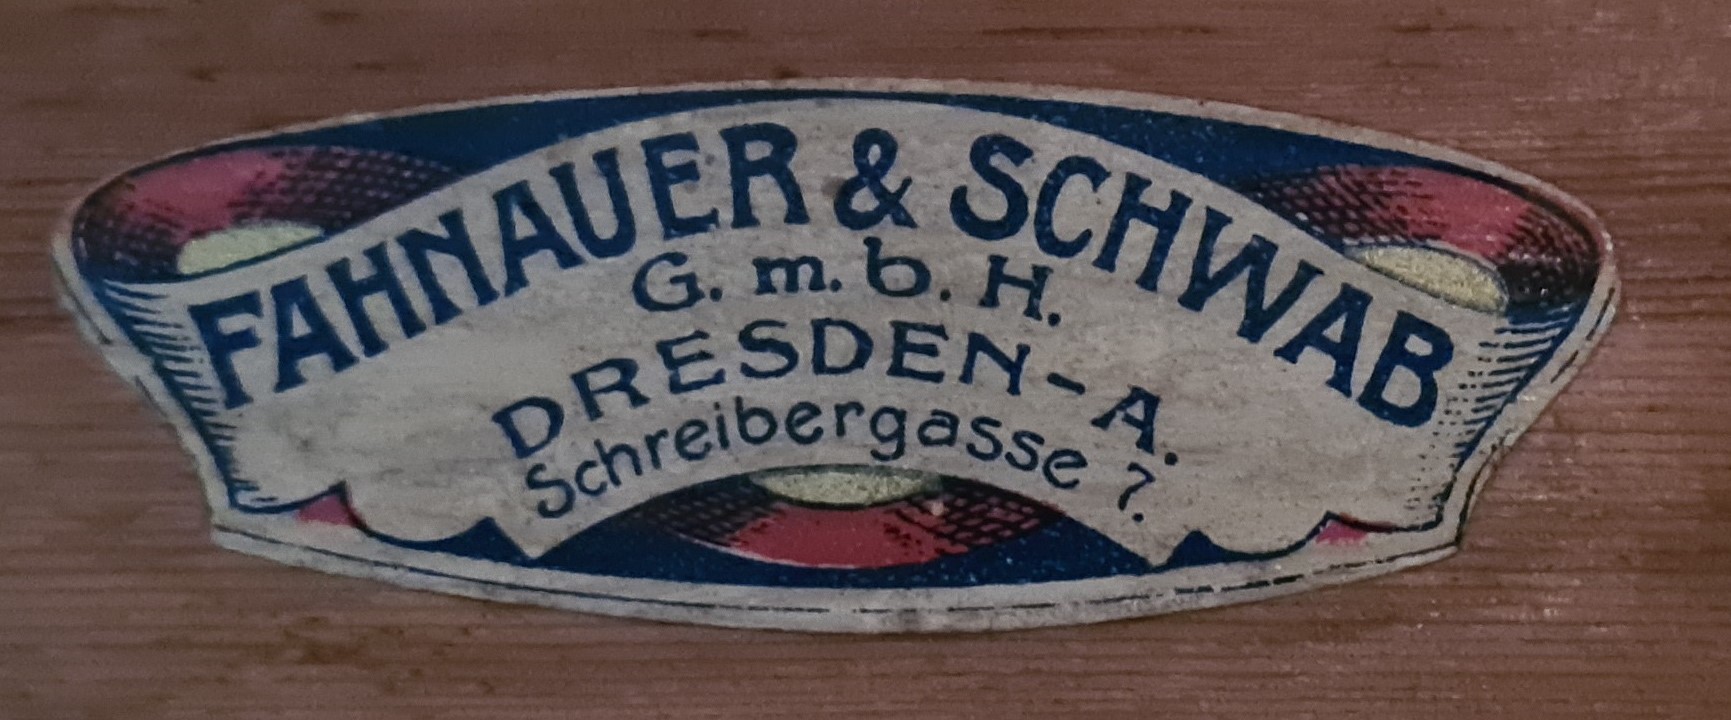 FAHNAUER & SCHWAB
G. m. b. H.
DRESDEN-A.
Schreibergasse 7.